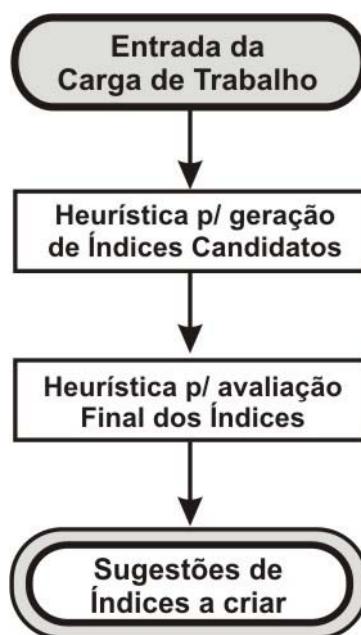 Entrada da
Carga de Trabalho
Heurística p/ geração
de Índices Candidatos
Heurística p/ avaliação
Final dos Índices
Sugestões de
Índices a criar